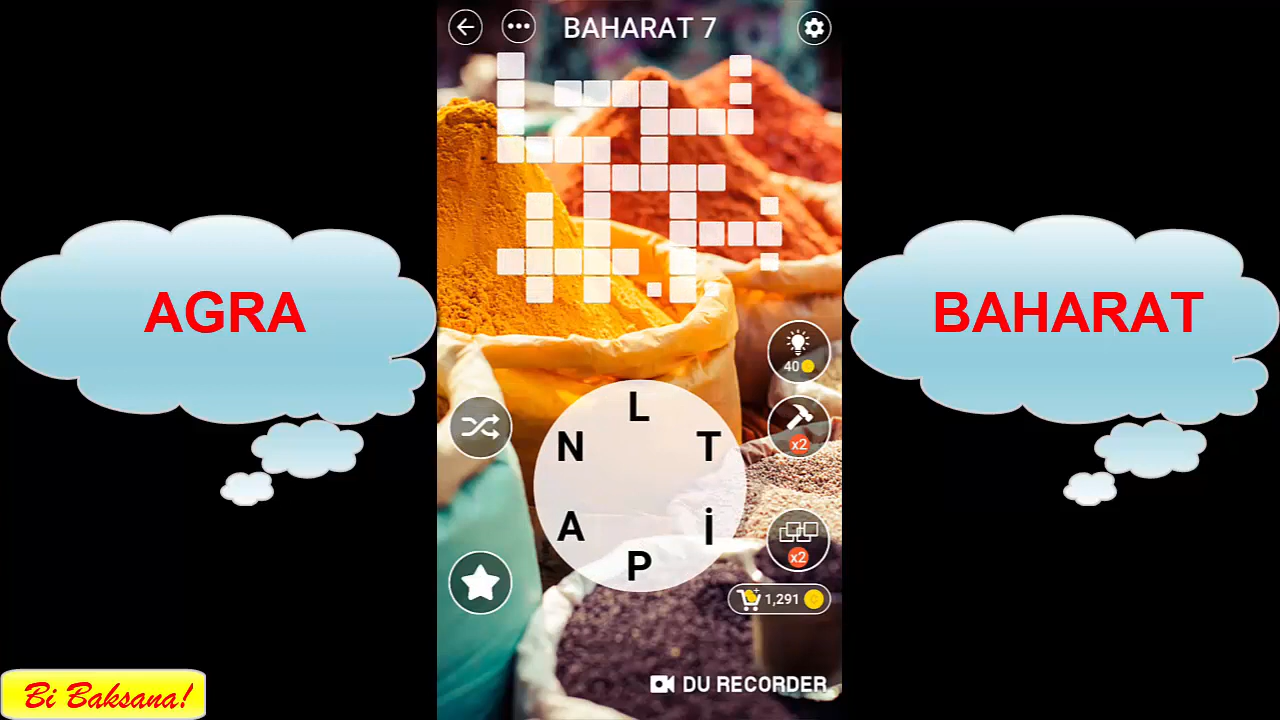 BAHARAT 7
AGRA
BAHARAT
40
L
N
T
x2
A
İ
P
x2
1,291
DU RECORDER
Bi Baksana!